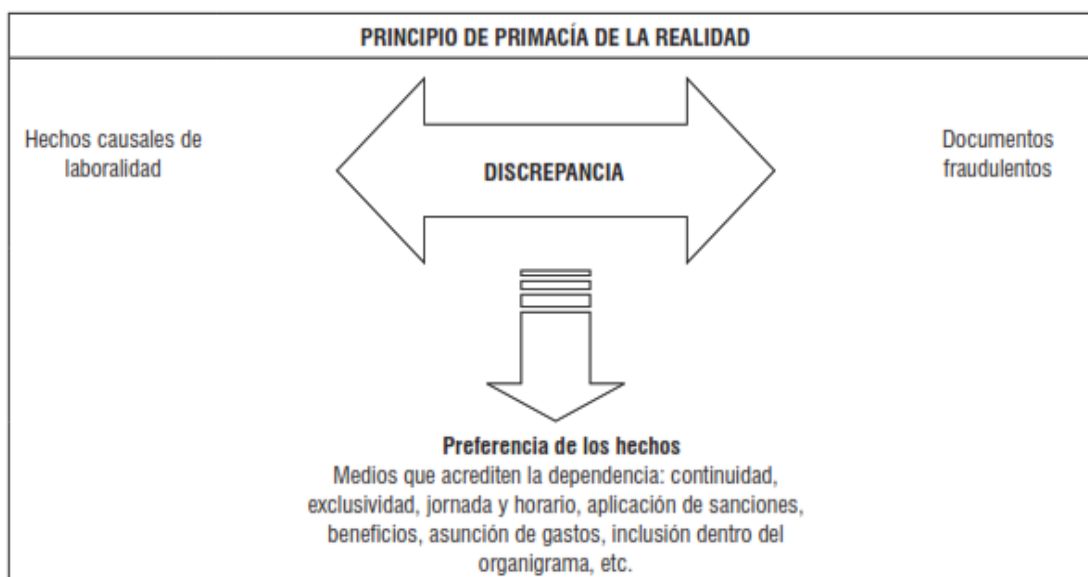 PRINCIPIO DE PRIMACÍA DE LA REALIDAD
Hechos causales de
laboralidad
DISCREPANCIA
Documentos
fraudulentos
Preferencia de los hechos
Medios que acrediten la dependencia: continuidad,
exclusividad, jornada y horario, aplicación de sanciones,
beneficios, asunción de gastos, inclusión dentro del
organigrama, etc.